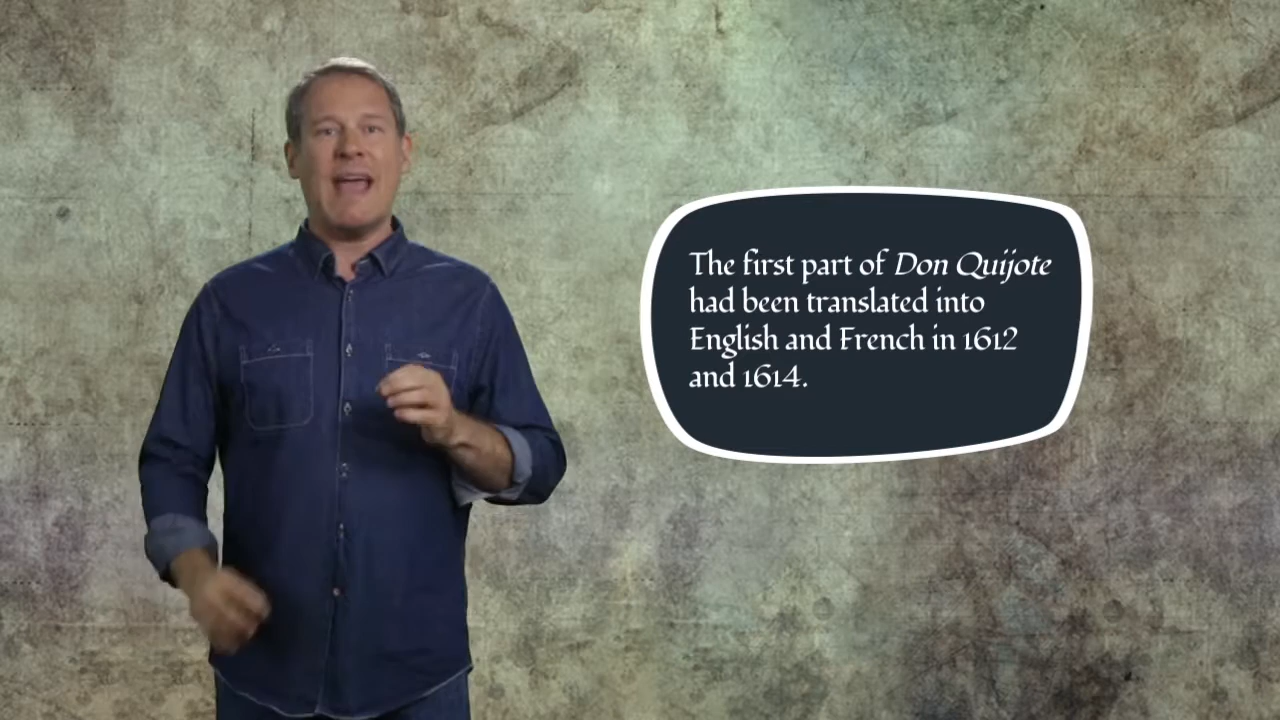 The first part of Don Quijote
had been translated into
English and French in 1612
and 1614.